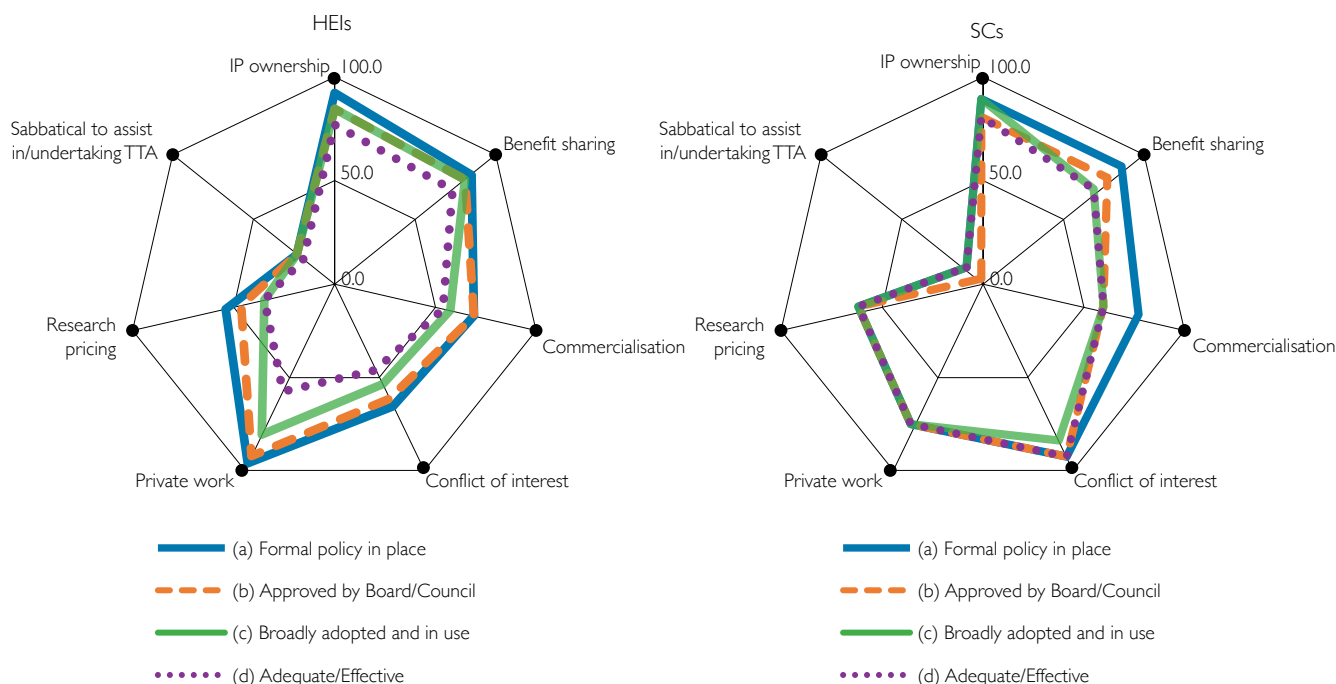 HEIs
IP ownership
100.0
Sabbatical to assist
in/undertaking TTA
Benefit sharing
50.0
0.0
Research
pricing
Commercialisation
Private work
Conflict of interest
(a) Formal policy in place
(b) Approved by Board/Council
(c) Broadly adopted and in use
(d) Adequate/Effective
SCs
IP ownership
100.0
Sabbatical to assist
in/undertaking TTA
Benefit sharing
50.0
0.0
Research
pricing
Commercialisation
Private work
Conflict of interest
(a) Formal policy in place
(b) Approved by Board/Council
(c) Broadly adopted and in use
(d) Adequate/Effective